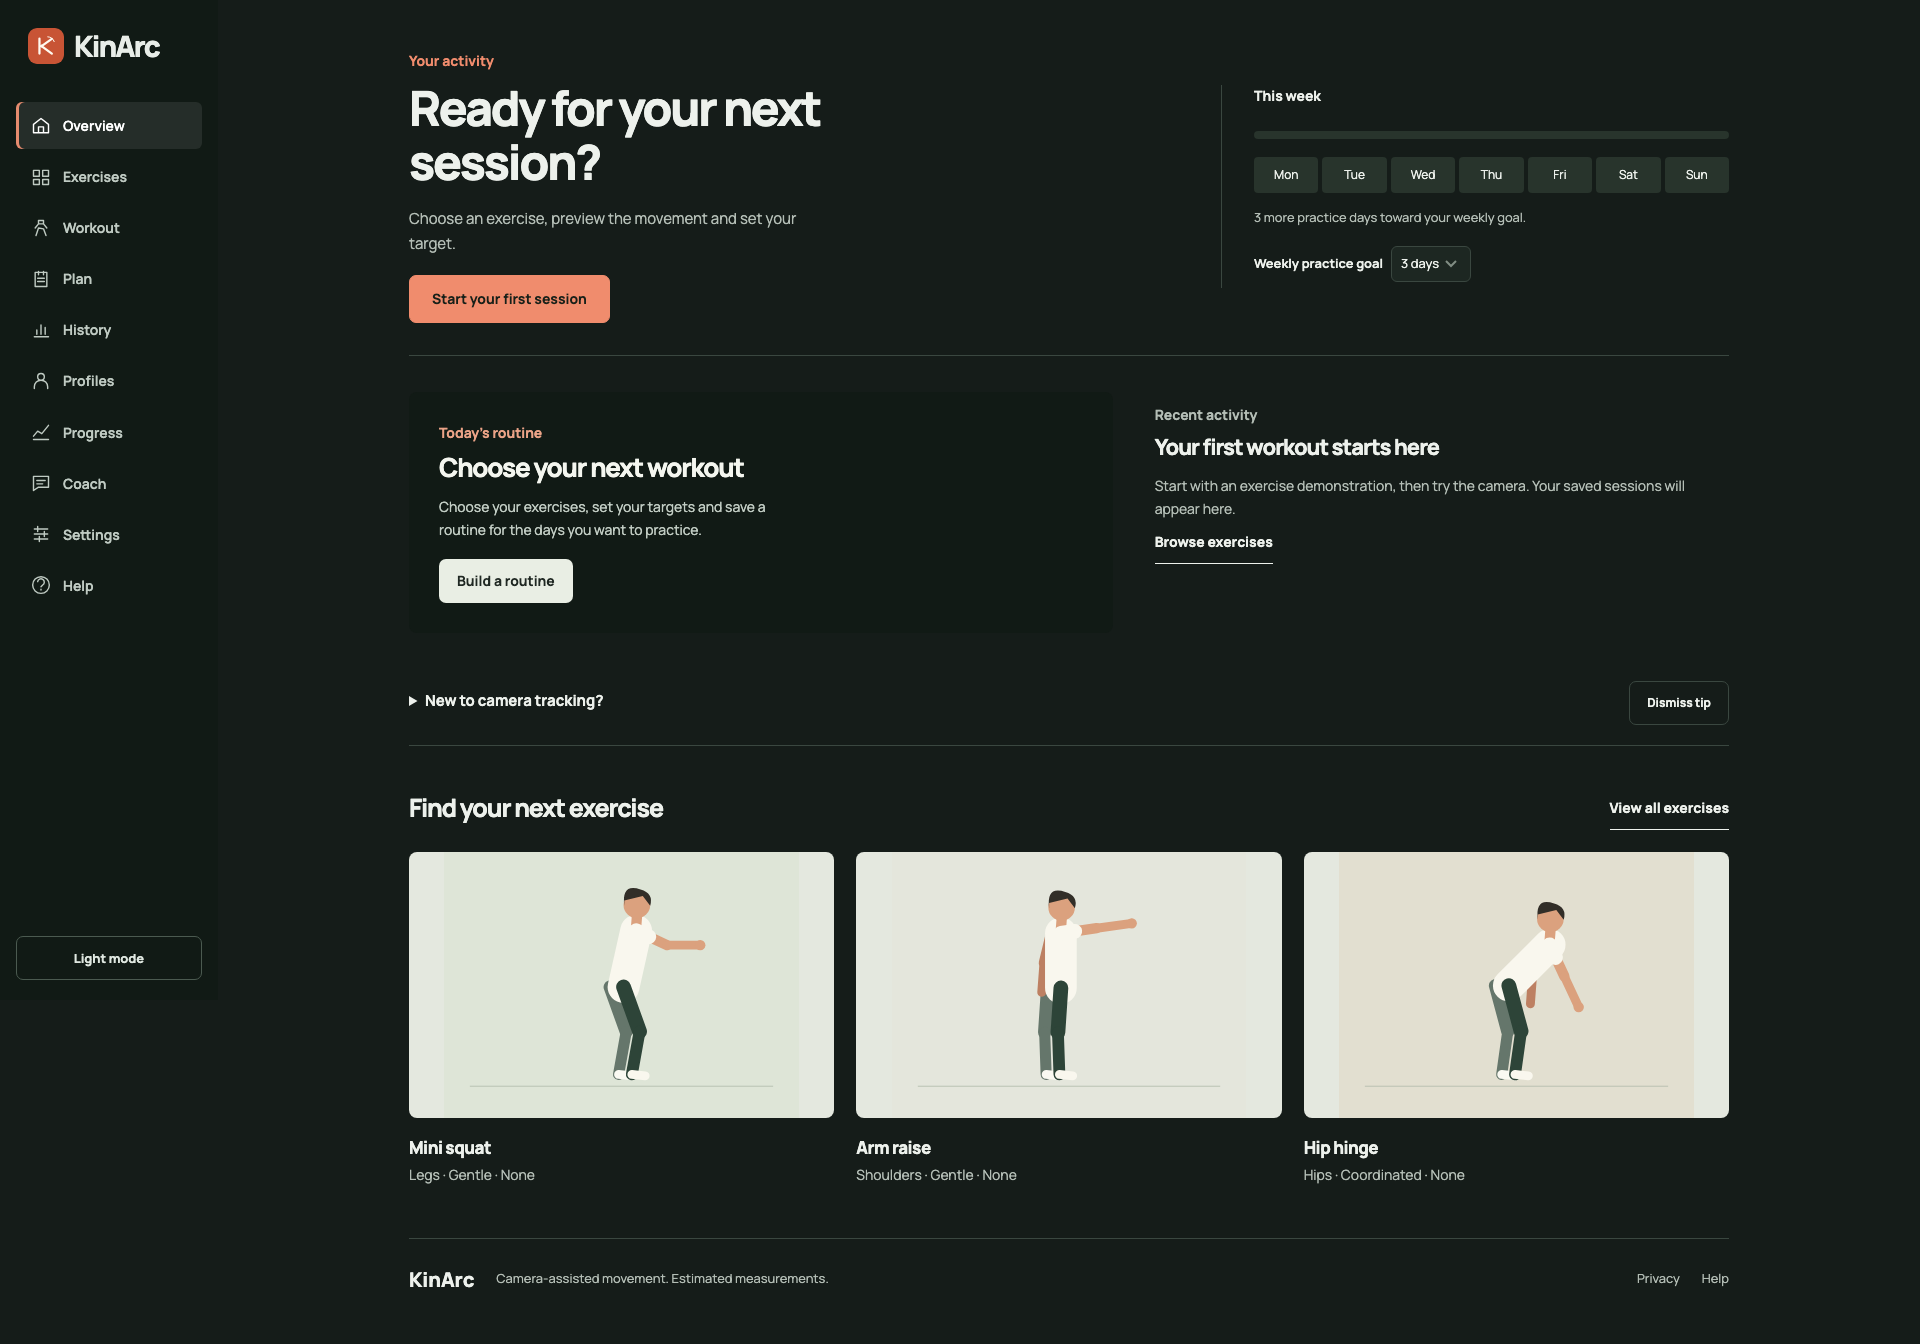 KinArc
Overview
Exercises
Workout
Plan
History
Profiles
Progress
Coach
Settings
Help
Light mode
Your activity
Ready for your next
session?
Choose an exercise, preview the movement and set your
target.
Start your first session
This week
Mon Tue Wed Thu Fri Sat Sun
3 more practice days toward your weekly goal.
Weekly practice goal 3 days
Today's routine
Choose your next workout
Choose your exercises, set your targets and save a
routine for the days you want to practice.
Build a routine
Recent activity
Your first workout starts here
Start with an exercise demonstration, then try the camera. Your saved sessions will
appear here.
Browse exercises
New to camera tracking?
Dismiss tip
Find your next exercise
View all exercises
Mini squat
Legs · Gentle · None
Arm raise
Shoulders · Gentle · None
Hip hinge
Hips · Coordinated · None
KinArc Camera-assisted movement. Estimated measurements.
Privacy Help